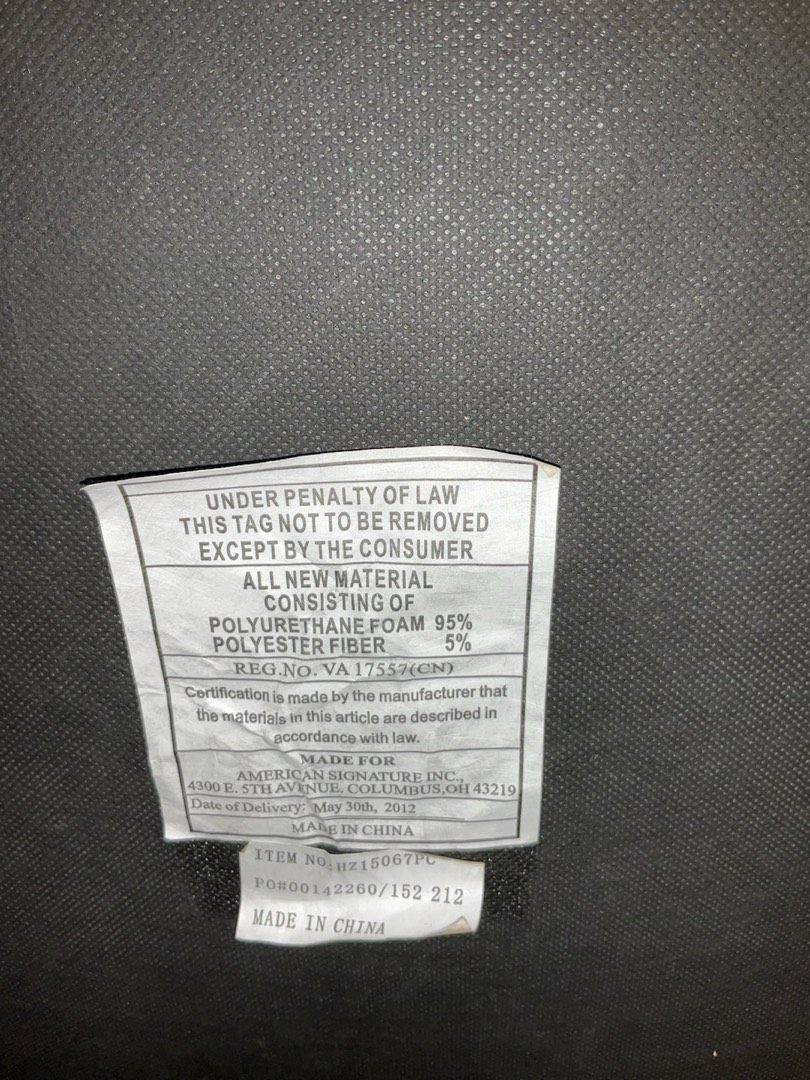 UNDER PENALTY OF LAW
THIS TAG NOT TO BE REMOVED
EXCEPT BY THE CONSUMER
ALL NEW MATERIAL
CONSISTING OF
POLYURETHANE FOAM 95%
POLYESTER FIBER 5%
REG.NO. VA 17557(CN)
Certification is made by the manufacturer that
the materials in this article are described in
accordance with law.
MADE FOR
AMERICAN SIGNATURE INC.,
4300 E. 5TH AVENUE. COLUMBUS,OH 43219
Date of Delivery: May 30th, 2012
MADE IN CHINA
ITEM NO:HZ15067PC
PO#00142260/152 212
MADE IN CHINA